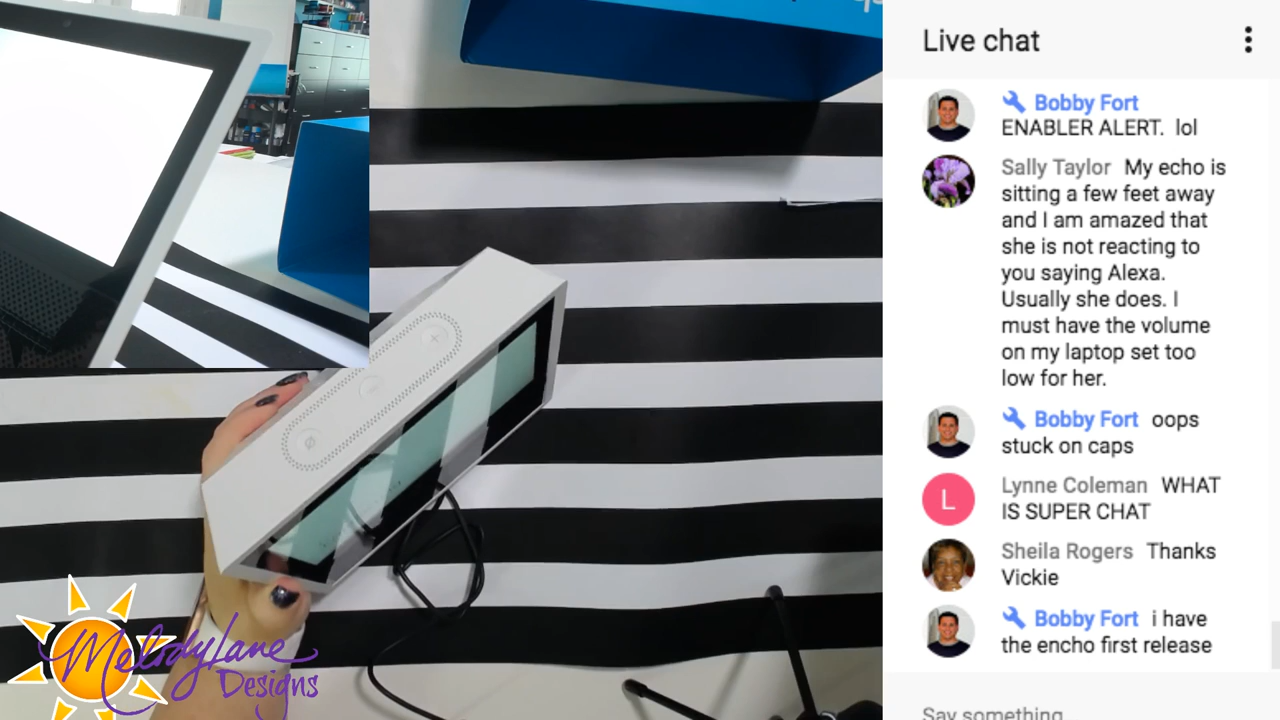 Live chat
Bobby Fort
ENABLER ALERT. lol
Sally Taylor My echo is
sitting a few feet away
and I am amazed that
she is not reacting to
you saying Alexa.
Usually she does. I
must have the volume
on my laptop set too
low for her.
Bobby Fort oops
stuck on caps
Lynne Coleman WHAT
IS SUPER CHAT
L
Sheila Rogers Thanks
Vickie
Bobby Fort i have
the encho first release
Say something
MelodyLane
Designs